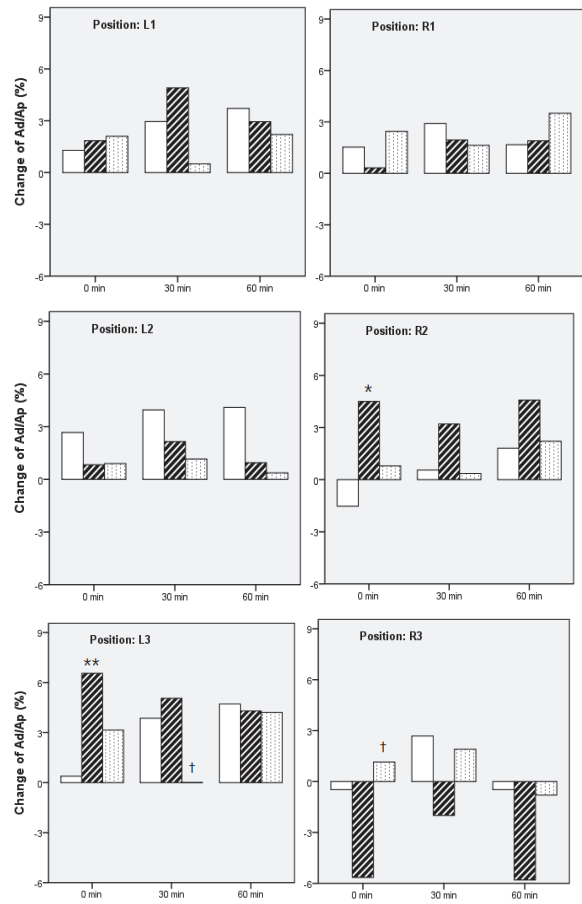 Position: L1
Change of Ad/Ap (%)
9
6
3
0
-3
-6
0 min 30 min 60 min
Position: R1
9
6
3
0
-3
-6
0 min 30 min 60 min
Position: L2
Change of Ad/Ap (%)
9
6
3
0
-3
-6
0 min 30 min 60 min
Position: R2
*
9
6
3
0
-3
-6
0 min 30 min 60 min
Position: L3
**
†
Change of Ad/Ap (%)
9
6
3
0
-3
-6
0 min 30 min 60 min
Position: R3
†
9
6
3
0
-3
-6
0 min 30 min 60 min